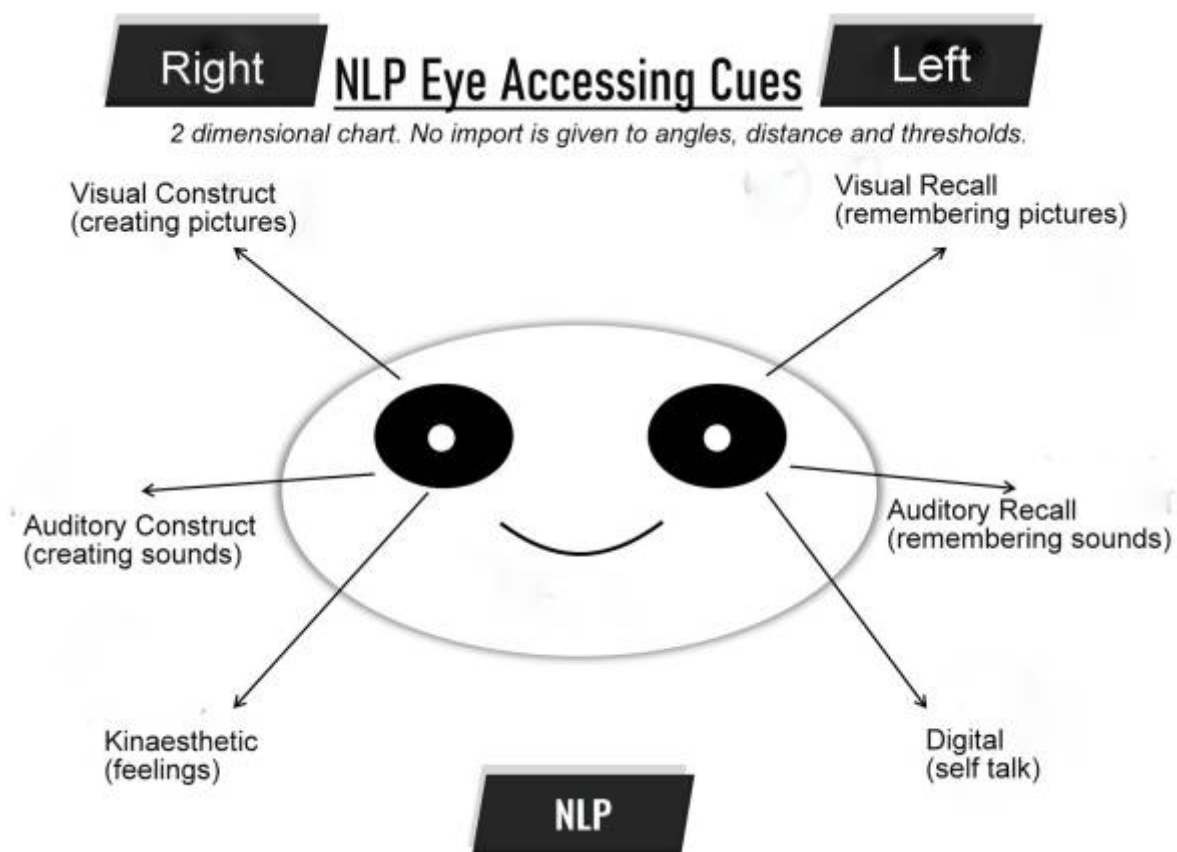 Right
NLP Eye Accessing Cues
Left
2 dimensional chart. No import is given to angles, distance and thresholds.
Visual Construct
(creating pictures)
Visual Recall
(remembering pictures)
Auditory Construct
(creating sounds)
Auditory Recall
(remembering sounds)
Kinaesthetic
(feelings)
Digital
(self talk)
NLP